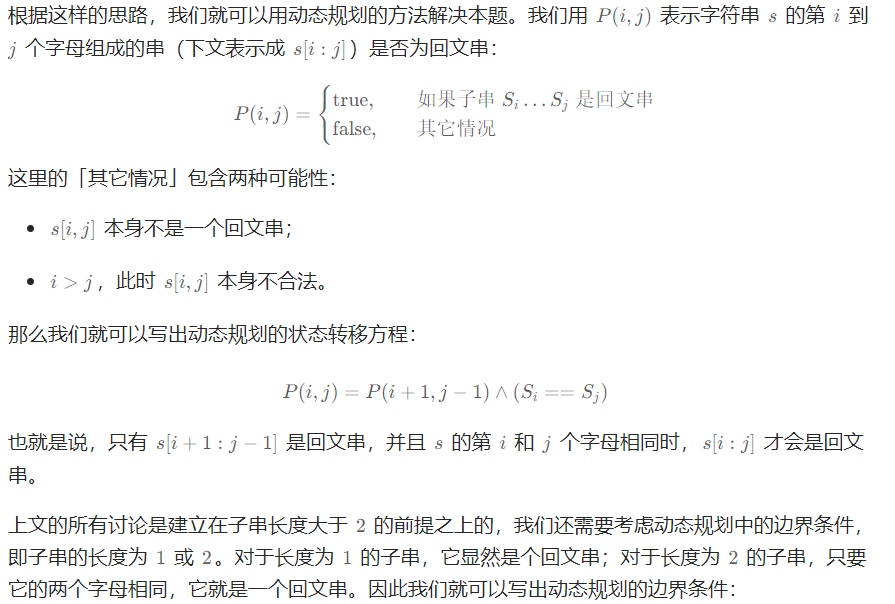 根据这样的思路，我们就可以用动态规划的方法解决本题。我们用 P(i, j) 表示字符串 s 的第 i 到
j 个字母组成的串（下文表示成 s[i : j]）是否为回文串：
P(i, j) = { true, 如果子串 S_i … S_j 是回文串
false, 其它情况
这里的「其它情况」包含两种可能性：
• s[i, j] 本身不是一个回文串；
• i > j，此时 s[i, j] 本身不合法。
那么我们就可以写出动态规划的状态转移方程：
P(i, j) = P(i + 1, j − 1) ∧ (S_i == S_j)
也就是说，只有 s[i + 1 : j − 1] 是回文串，并且 s 的第 i 和 j 个字母相同时，s[i : j] 才会是回文
串。
上文的所有讨论是建立在子串长度大于 2 的前提之上的，我们还需要考虑动态规划中的边界条件，
即子串的长度为 1 或 2。对于长度为 1 的子串，它显然是个回文串；对于长度为 2 的子串，只要
它的两个字母相同，它就是一个回文串。因此我们就可以写出动态规划的边界条件：